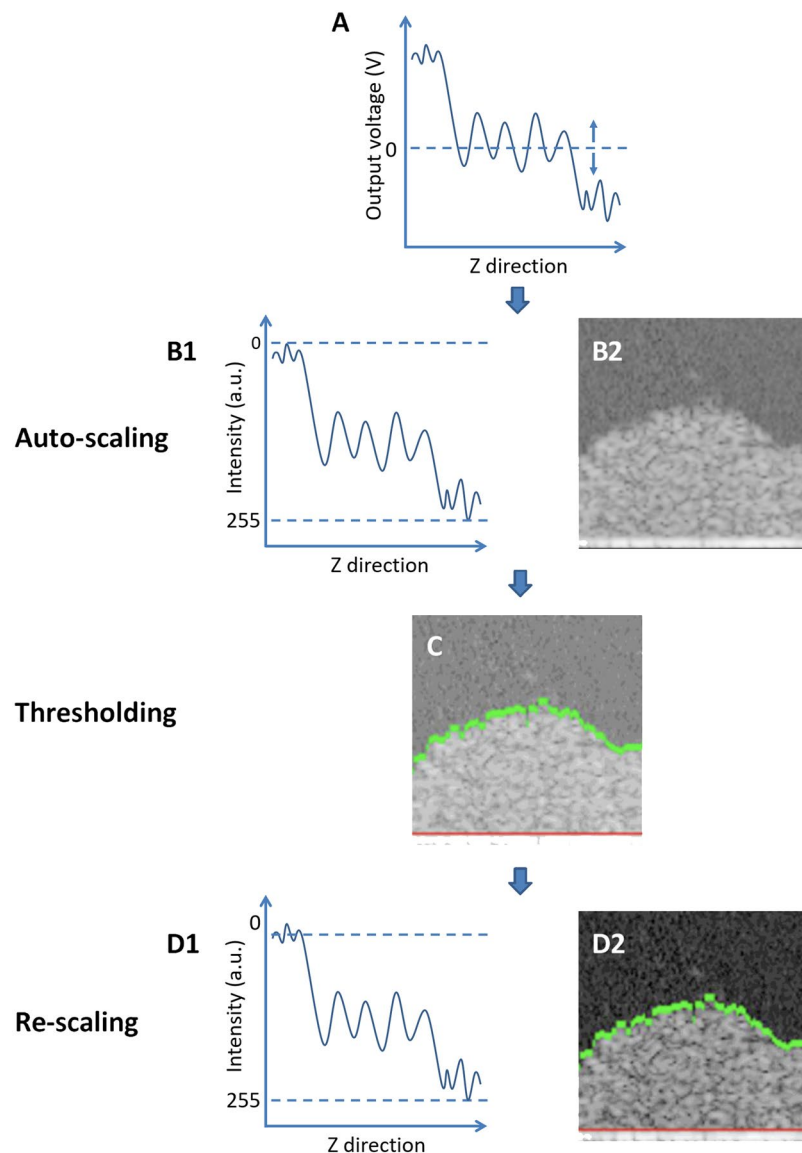 A
Output voltage (V)
0
Z direction
B1
0
Intensity (a.u.)
255
Z direction
B2
Auto-scaling
C
Thresholding
D1
0
Intensity (a.u.)
255
Z direction
D2
Re-scaling